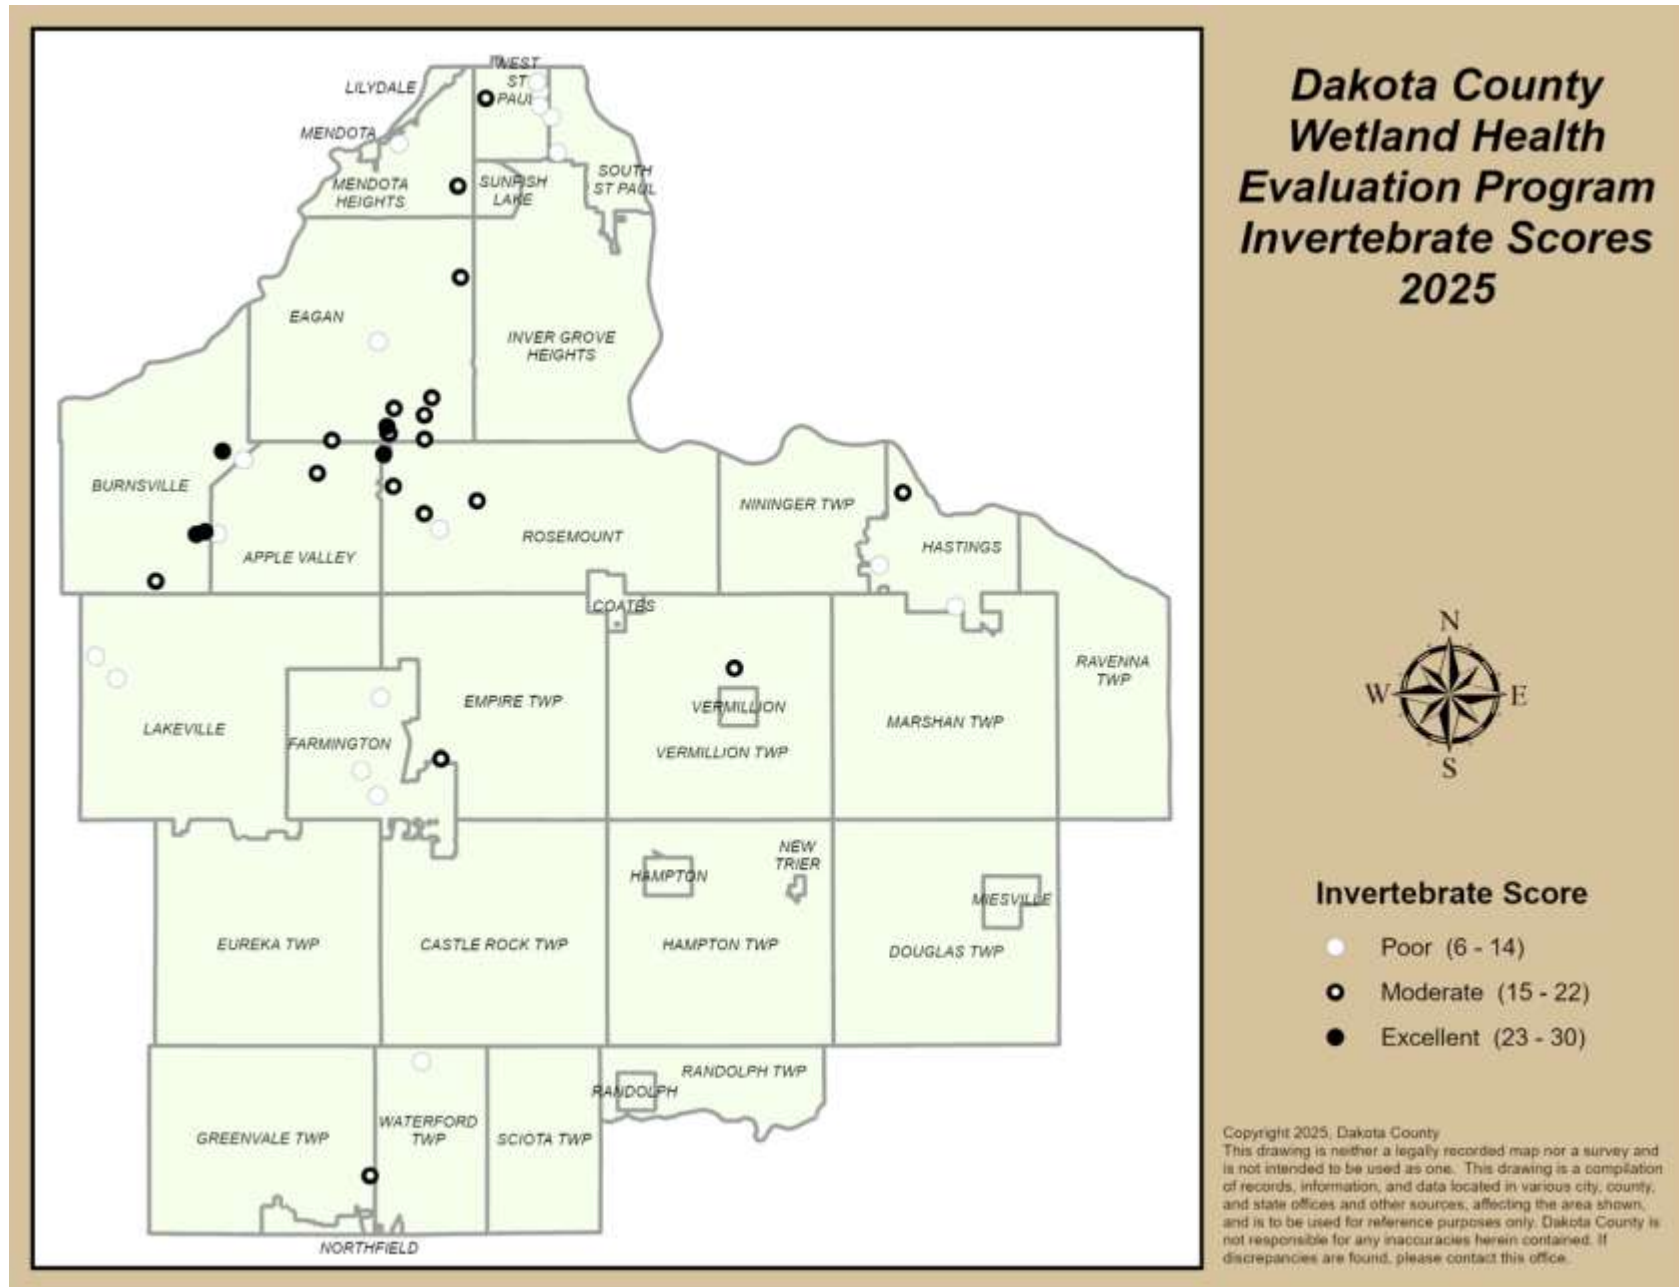 Dakota County
Wetland Health
Evaluation Program
Invertebrate Scores
2025
WEST
ST
PAUL
LILYDALE
MENDOTA
MENDOTA
HEIGHTS
SUNFISH
LAKE
SOUTH
ST PAUL
EAGAN
INVER GROVE
HEIGHTS
BURNSVILLE
APPLE VALLEY
ROSEMOUNT
NININGER TWP
HASTINGS
COATES
RAVENNA
TWP
LAKEVILLE
FARMINGTON
EMPIRE TWP
VERMILLION
VERMILLION TWP
MARSHAN TWP
EUREKA TWP
CASTLE ROCK TWP
HAMPTON
HAMPTON TWP
NEW
TRIER
MIESVILLE
DOUGLAS TWP
GREENVALE TWP
WATERFORD
TWP
SCIOTA TWP
RANDOLPH
RANDOLPH TWP
NORTHFIELD
N
W
E
S
Invertebrate Score
Poor (6 - 14)
Moderate (15 - 22)
Excellent (23 - 30)
Copyright 2025, Dakota County
This drawing is neither a legally recorded map nor a survey and
is not intended to be used as one. This drawing is a compilation
of records, information, and data located in various city, county,
and state offices and other sources, affecting the area shown,
and is to be used for reference purposes only. Dakota County is
not responsible for any inaccuracies herein contained. If
discrepancies are found, please contact this office.